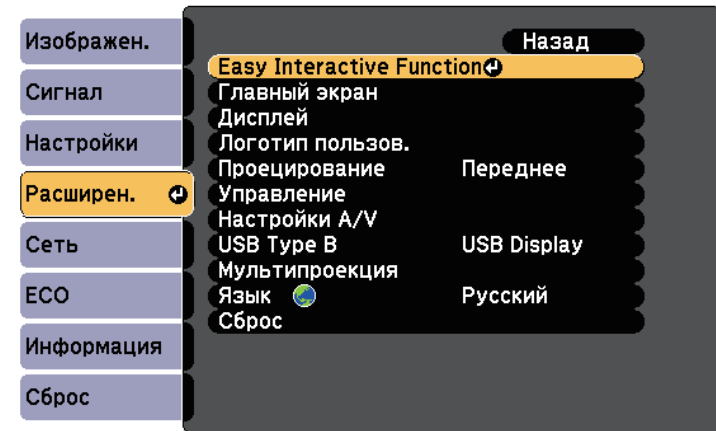 Изображен.
Сигнал
Настройки
Расширен.
Сеть
ECO
Информация
Сброс
Назад
Easy Interactive Function
Главный экран
Дисплей
Логотип пользов.
Проецирование Переднее
Управление
Настройки A/V
USB Type B USB Display
Мультипроекция
Язык Русский
Сброс